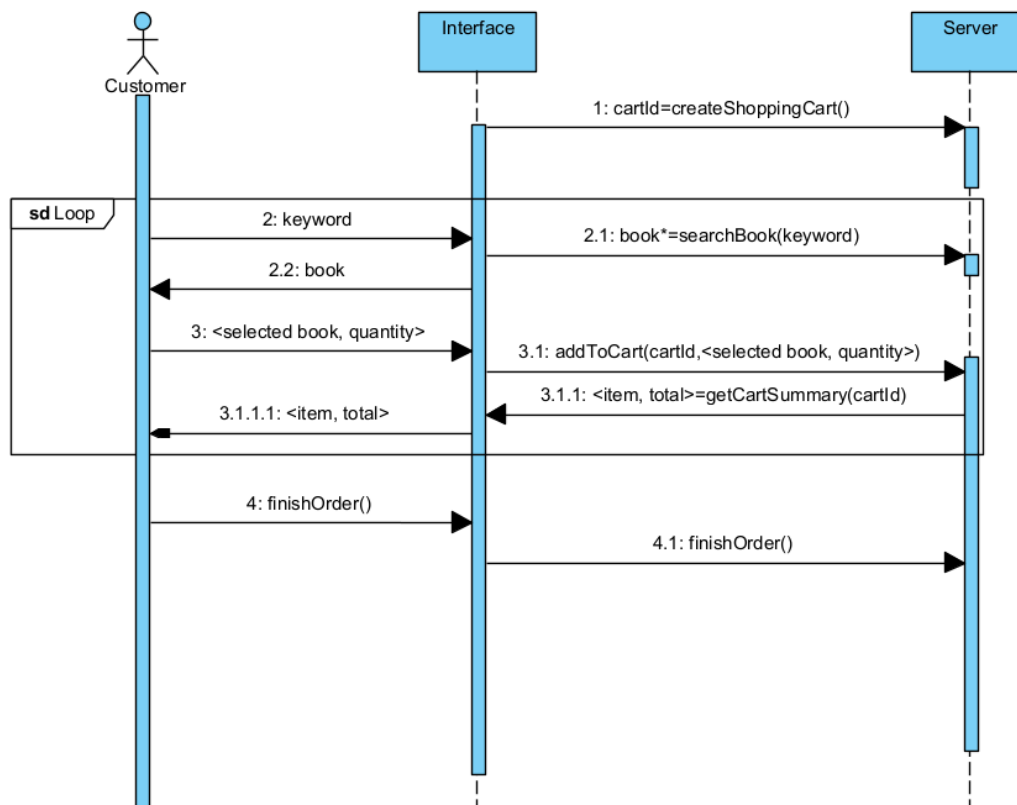 Interface
Server
Customer
1: cartId=createShoppingCart()
sd Loop
2: keyword
2.1: book*=searchBook(keyword)
2.2: book
3: <selected book, quantity>
3.1: addToCart(cartId,<selected book, quantity>)
3.1.1: <item, total>=getCartSummary(cartId)
3.1.1.1: <item, total>
4: finishOrder()
4.1: finishOrder()